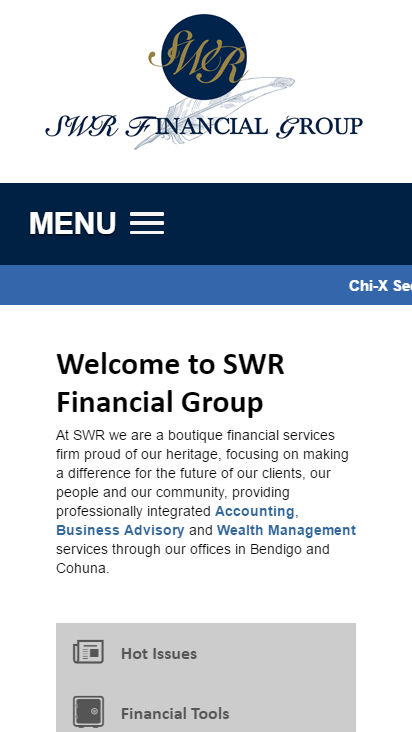 SWR
SWR FINANCIAL GROUP
MENU
Chi-X Se
Welcome to SWR
Financial Group
At SWR we are a boutique financial services
firm proud of our heritage, focusing on making
a difference for the future of our clients, our
people and our community, providing
professionally integrated Accounting,
Business Advisory and Wealth Management
services through our offices in Bendigo and
Cohuna.
Hot Issues
Financial Tools